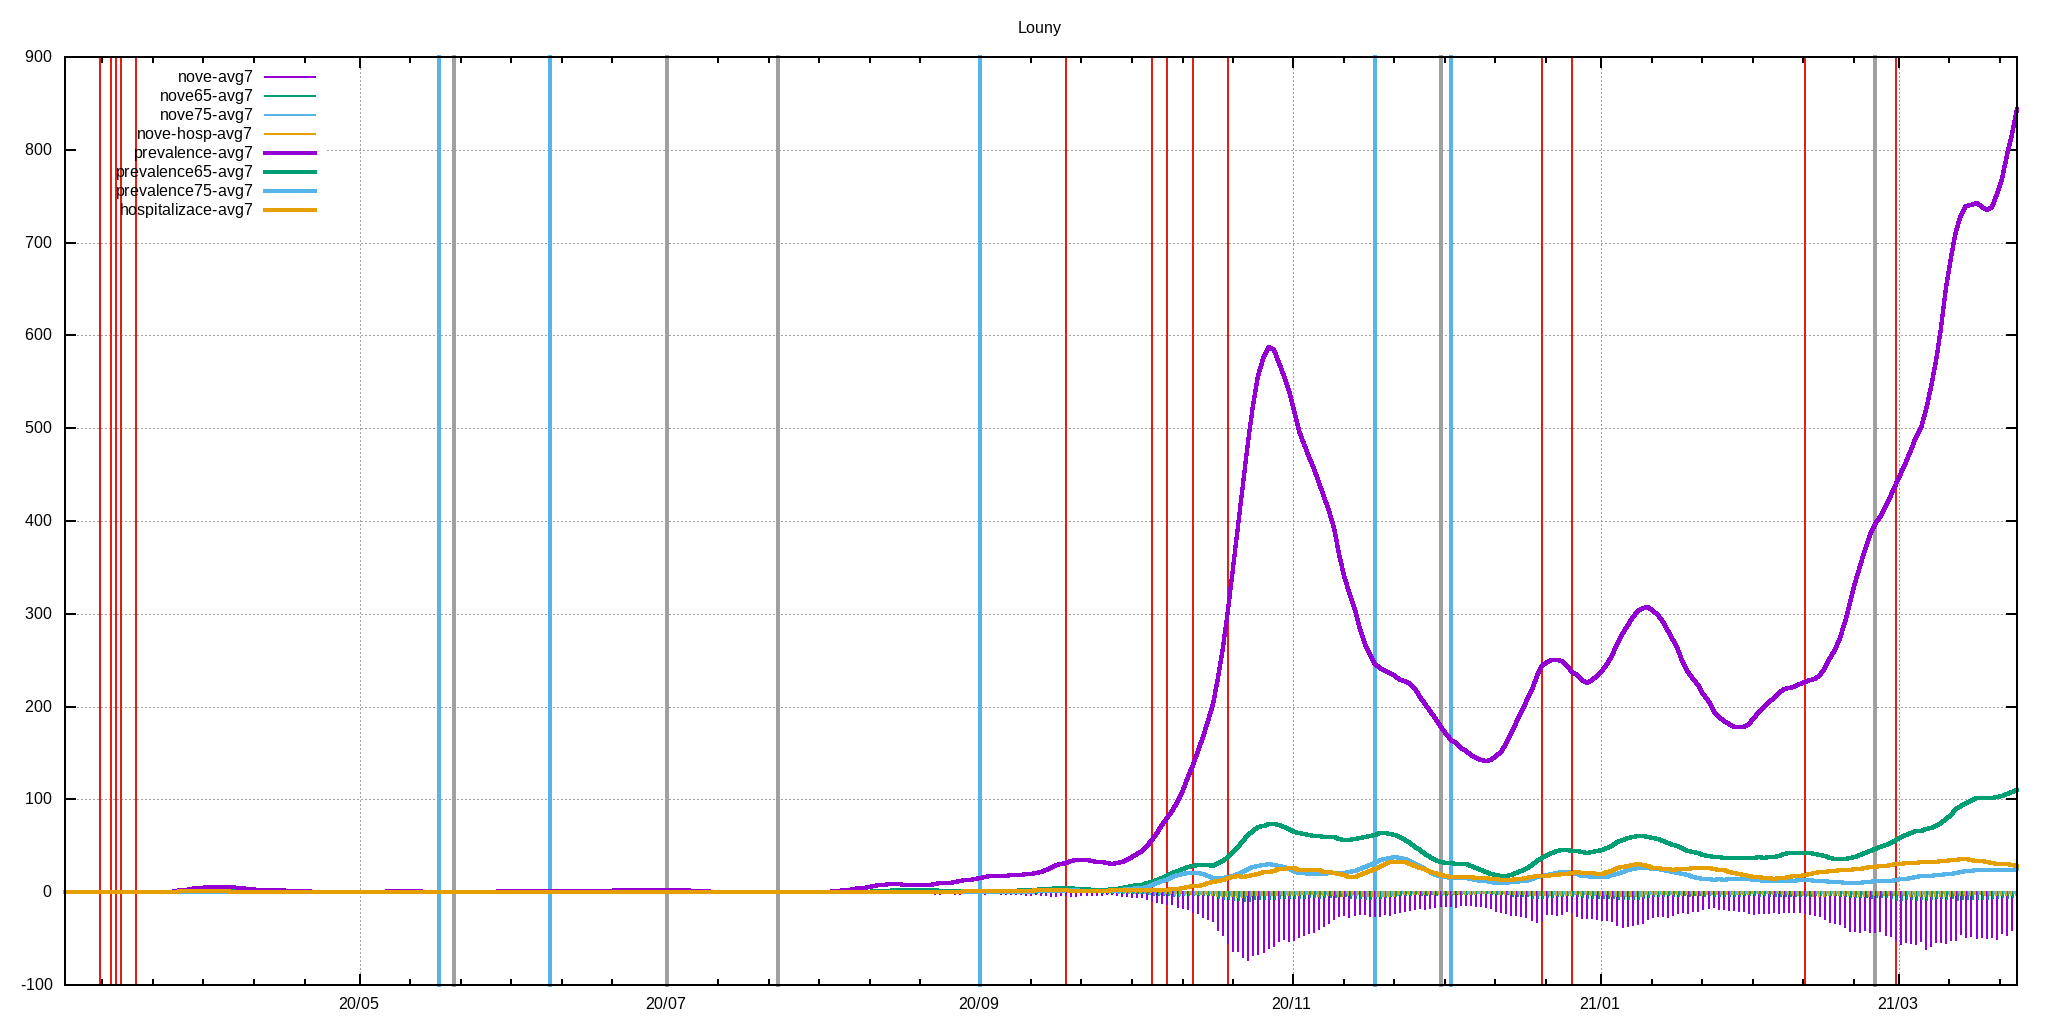 Louny
900
800
700
600
500
400
300
200
100
0
-100
nove-avg7
nove65-avg7
nove75-avg7
nove-hosp-avg7
prevalence-avg7
prevalence65-avg7
prevalence75-avg7
hospitalizace-avg7
20/05 20/07 20/09 20/11 21/01 21/03